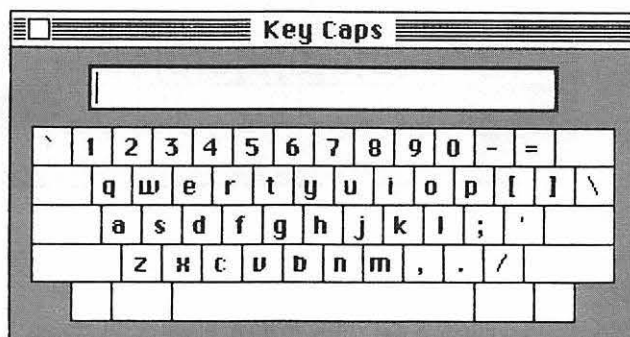 Key Caps
` 1 2 3 4 5 6 7 8 9 0 - =
q w e r t y u i o p [ ] \
a s d f g h j k l ; '
z x c v b n m , . /